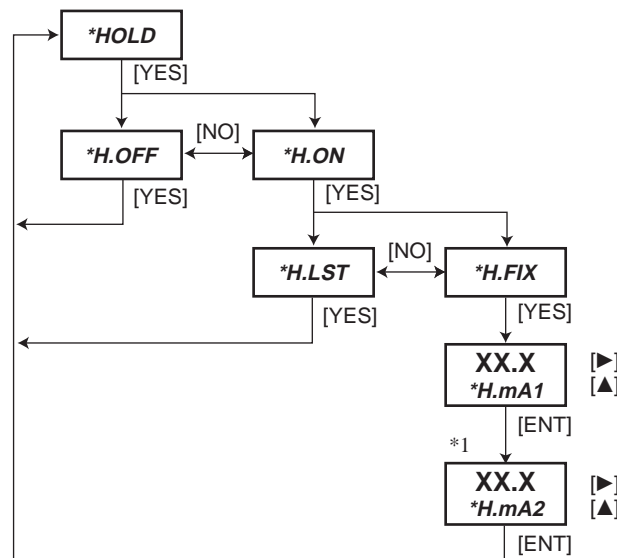 *HOLD
[YES]
[NO]
*H.OFF
*H.ON
[YES]
[YES]
[NO]
*H.LST
*H.FIX
[YES]
[YES]
XX.X
*H.mA1
[►]
[▲]
[ENT]
*1
XX.X
*H.mA2
[►]
[▲]
[ENT]